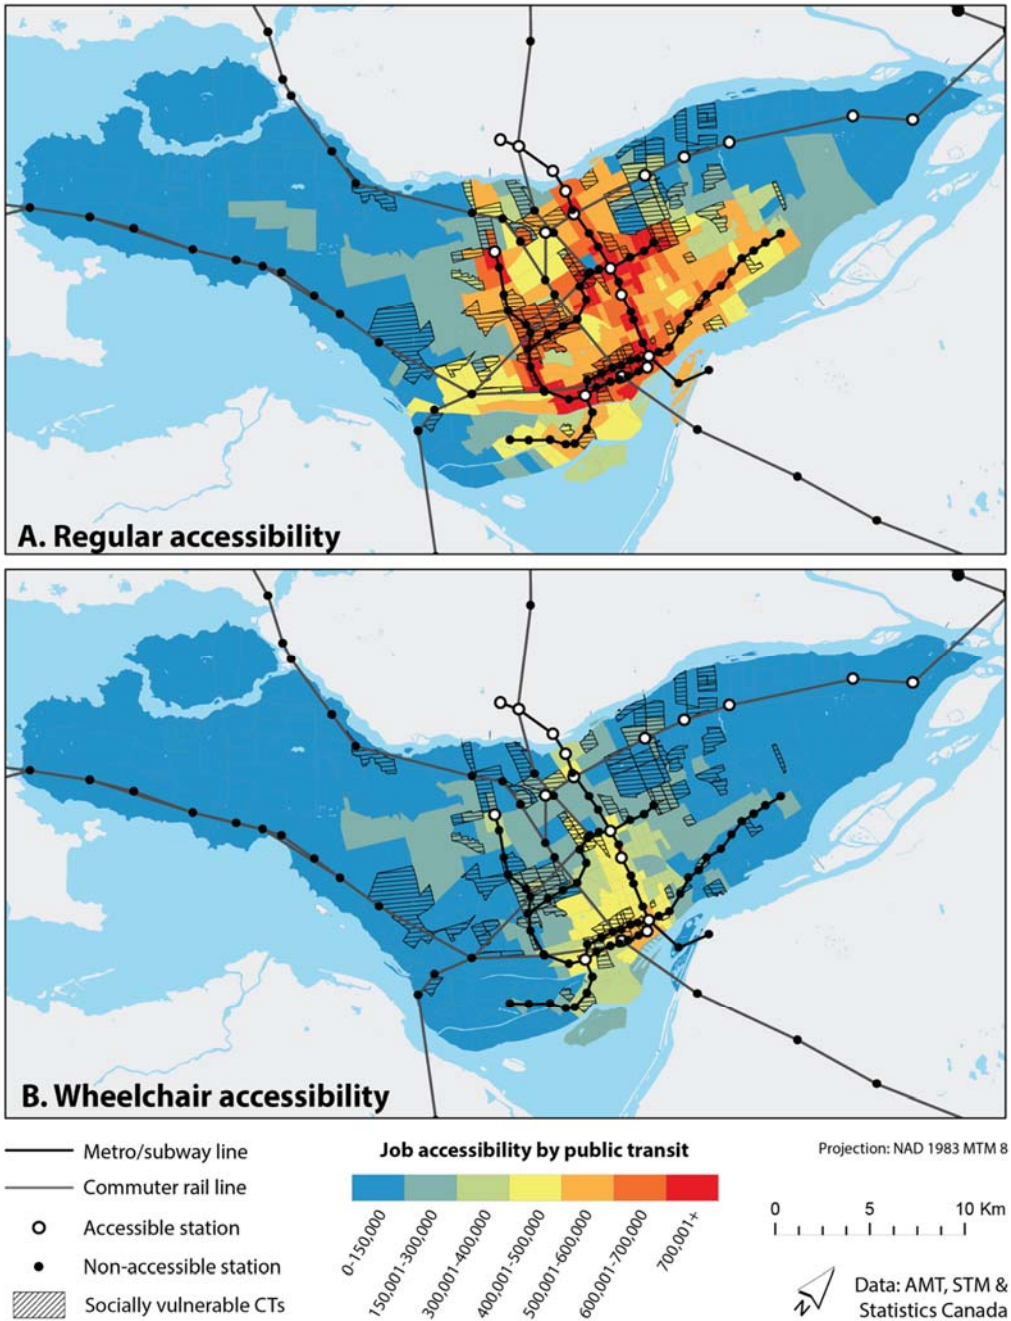 A. Regular accessibility
B. Wheelchair accessibility
Metro/subway line
Commuter rail line
Accessible station
Non-accessible station
Socially vulnerable CTs
Job accessibility by public transit
0-150,000
150,001-300,000
300,001-400,000
400,001-500,000
500,001-600,000
600,001-700,000
700,001+
Projection: NAD 1983 MTM 8
0 5 10 Km
N
Data: AMT, STM &
Statistics Canada